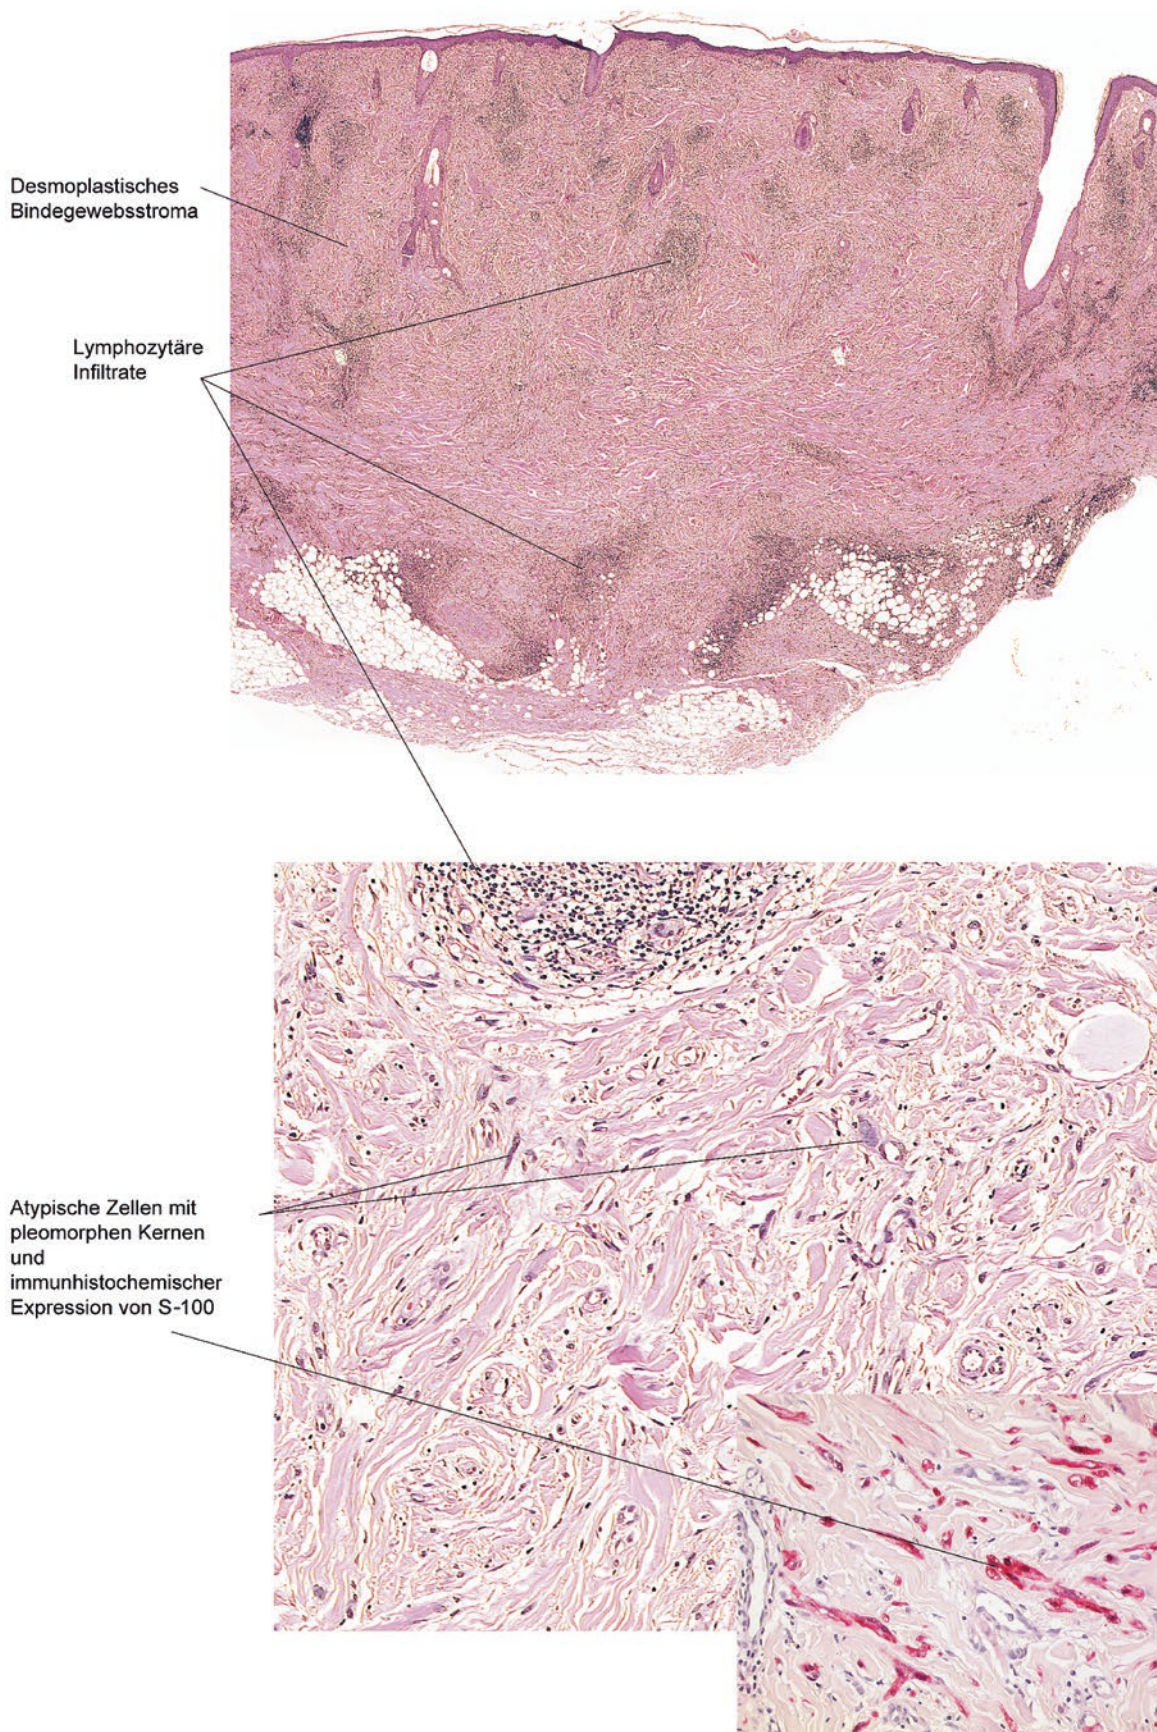 Desmoplastisches
Bindegewebsstroma
Lymphozytäre
Infiltrate
Atypische Zellen mit
pleomorphen Kernen
und
immunhistochemischer
Expression von S-100